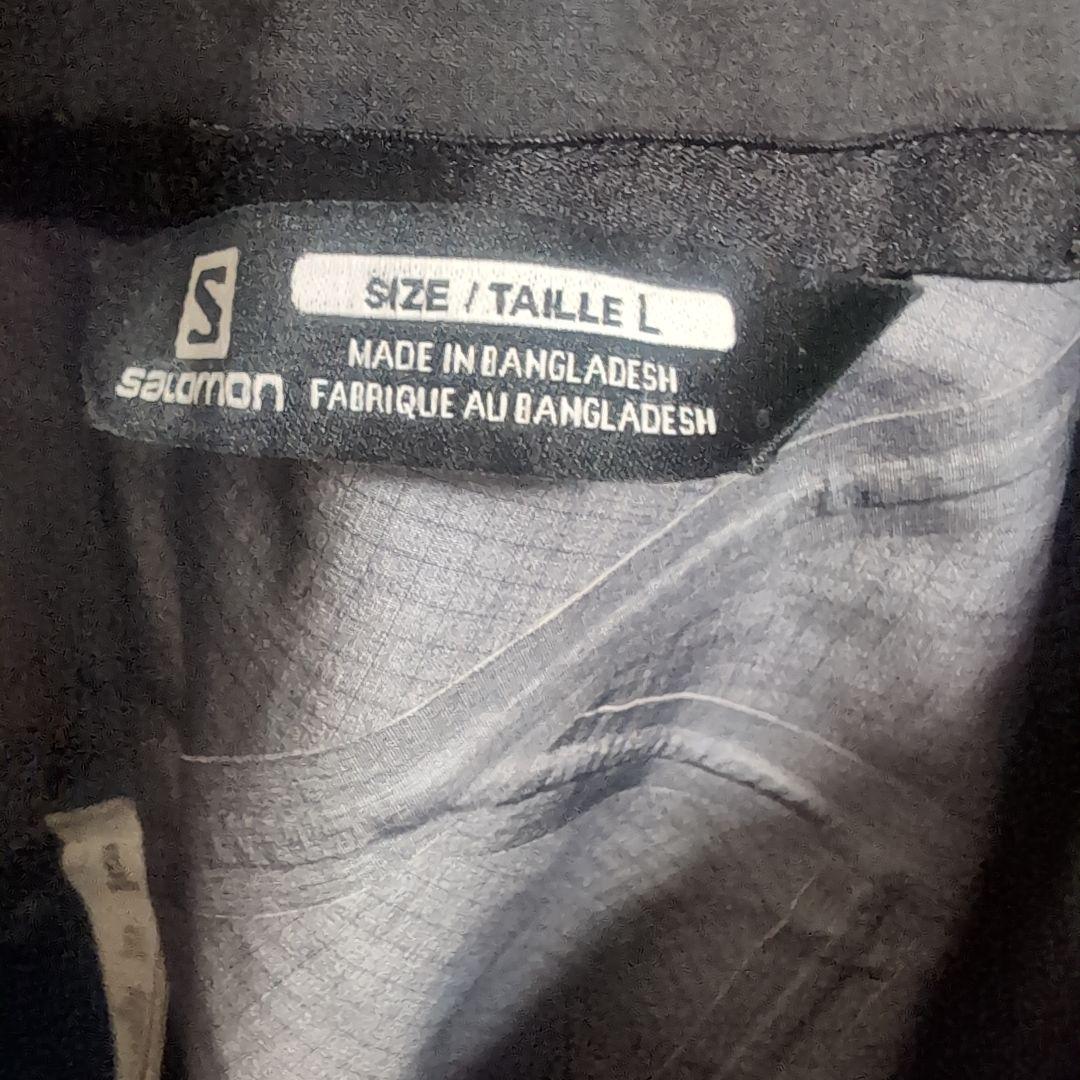 S
salomon
SIZE / TAILLE L
MADE IN BANGLADESH
FABRIQUE AU BANGLADESH